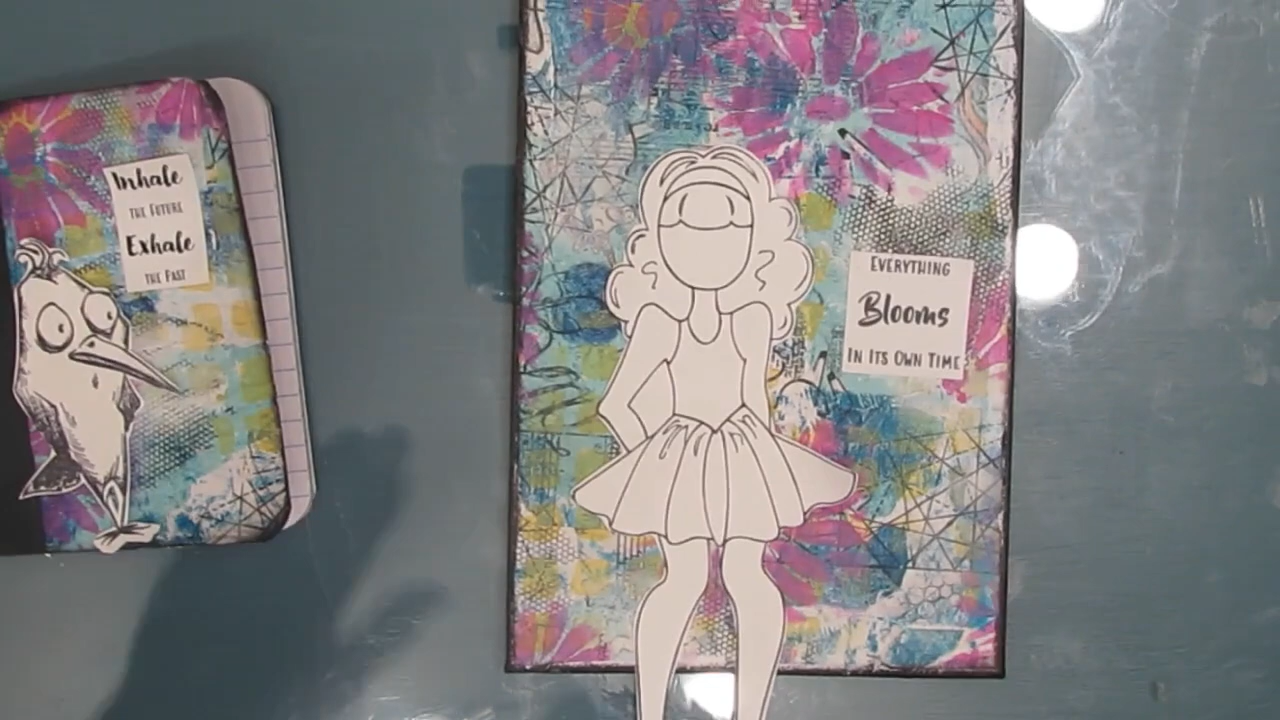 Inhale
THE FUTURE
Exhale
THE PAST
EVERYTHING
Blooms
IN ITS OWN TIME